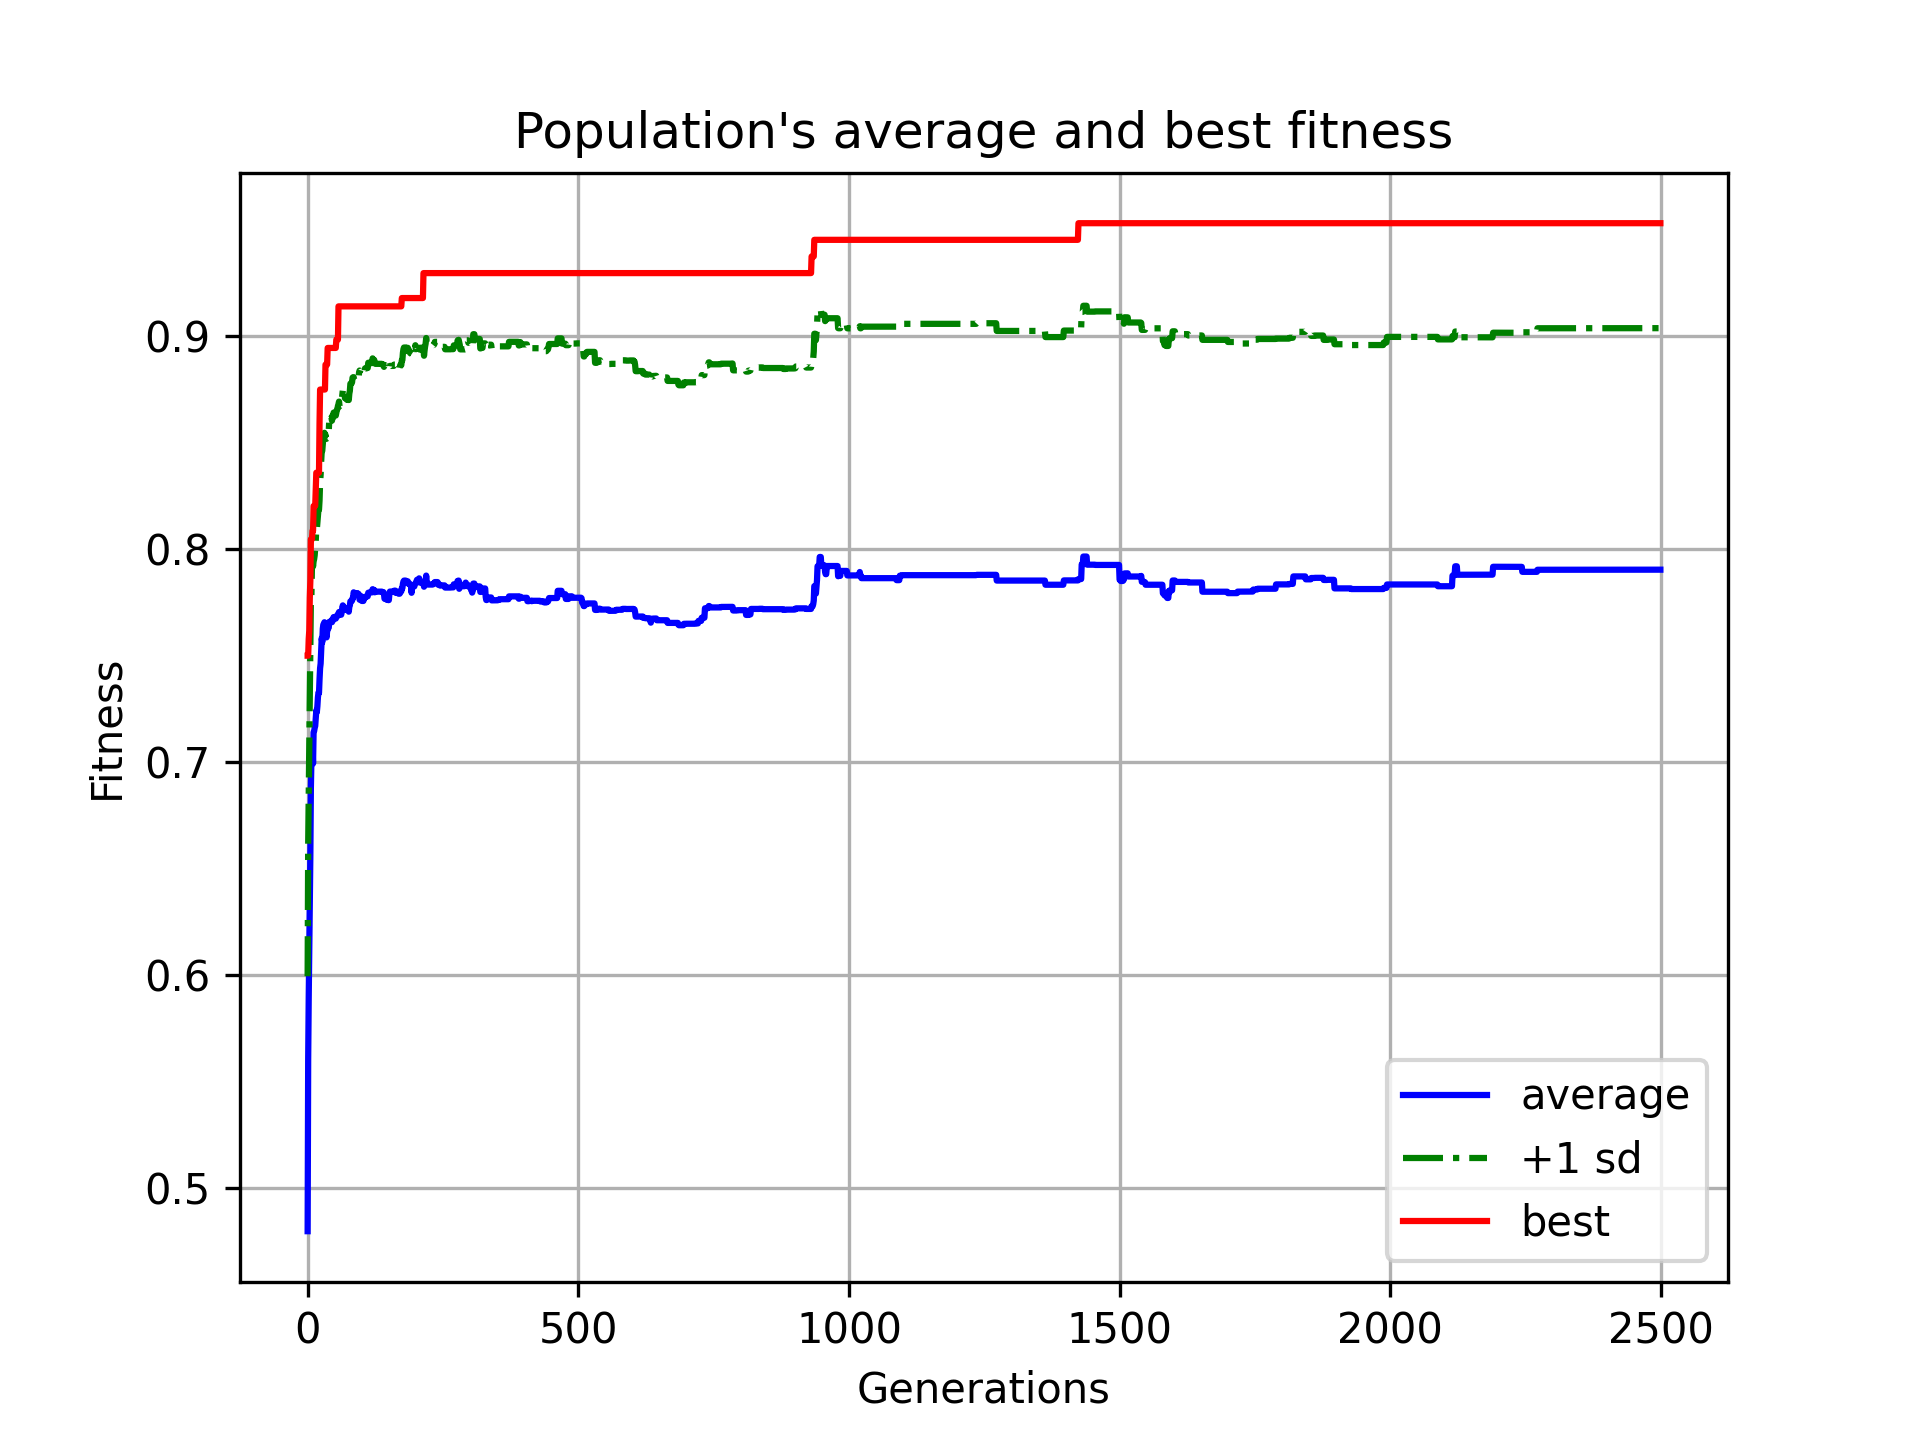 Population's average and best fitness
Fitness
0.9
0.8
0.7
0.6
0.5
0 500 1000 1500 2000 2500
Generations
average
+1 sd
best